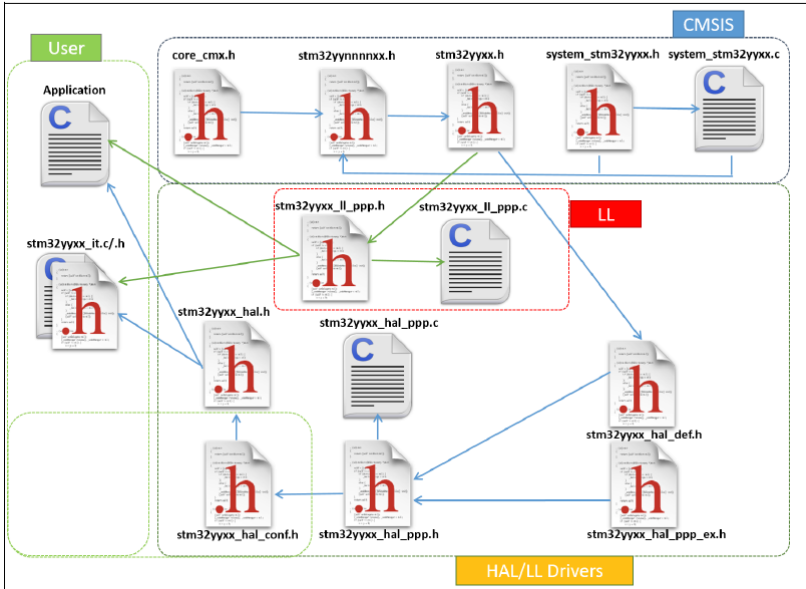 User
CMSIS
core_cmx.h
stm32yynnnnxx.h
stm32yyxx.h
system_stm32yyxx.h
system_stm32yyxx.c
Application
C
.h
.h
.h
.h
C
stm32yyxx_ll_ppp.h
stm32yyxx_ll_ppp.c
LL
.h
C
stm32yyxx_it.c/.h
C
.h
stm32yyxx_hal.h
stm32yyxx_hal_ppp.c
.h
C
.h
stm32yyxx_hal_def.h
.h
.h
.h
stm32yyxx_hal_conf.h
stm32yyxx_hal_ppp.h
stm32yyxx_hal_ppp_ex.h
HAL/LL Drivers